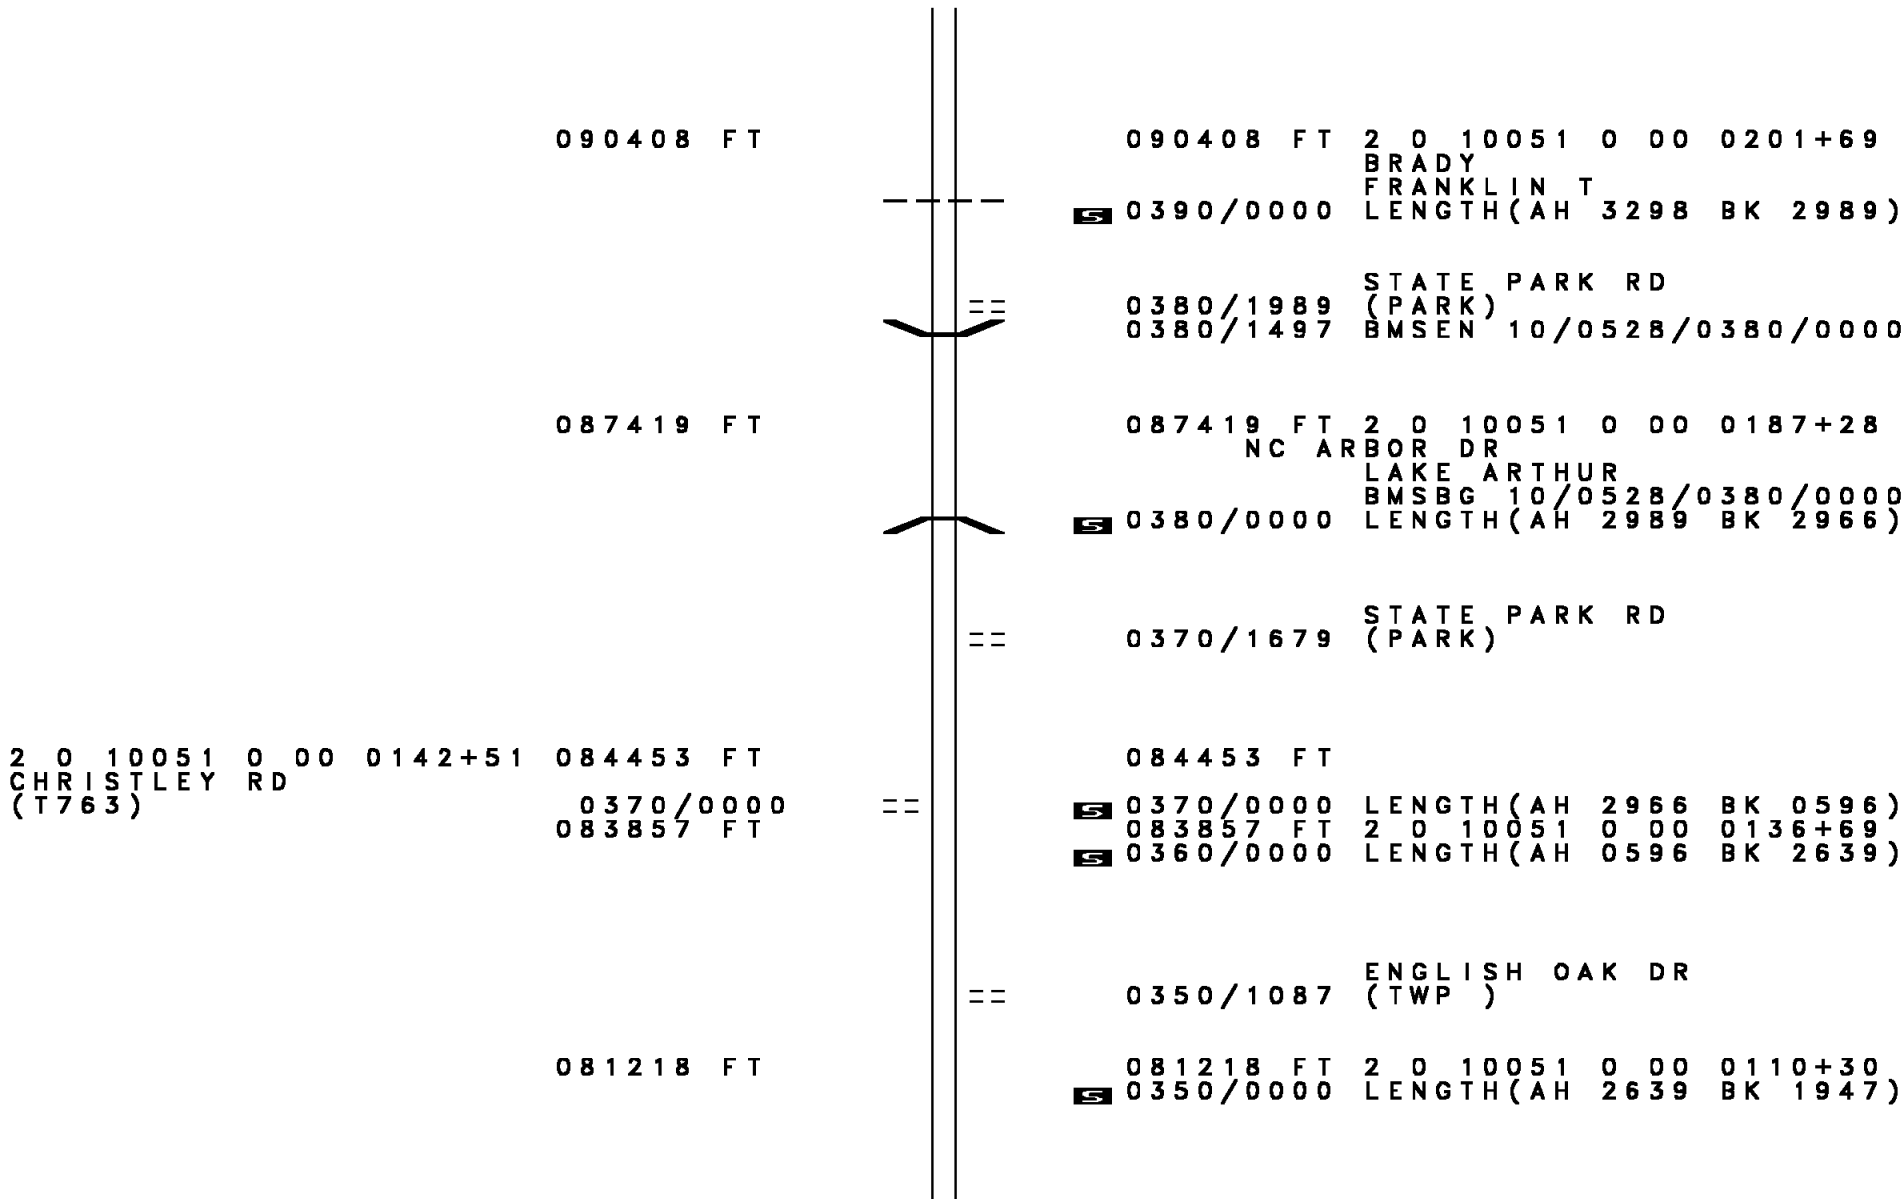 090408 FT 090408 FT 2 0 10051 0 00 0201+69
BRADY
FRANKLIN T
S 0390/0000 LENGTH(AH 3298 BK 2989)
STATE PARK RD
0380/1989 (PARK)
0380/1497 BMSEN 10/0528/0380/0000
087419 FT 087419 FT 2 0 10051 0 00 0187+28
NC ARBOR DR
LAKE ARTHUR
BMSBG 10/0528/0380/0000
S 0380/0000 LENGTH(AH 2989 BK 2966)
STATE PARK RD
0370/1679 (PARK)
2 0 10051 0 00 0142+51 084453 FT 084453 FT
CHRISTLEY RD
(T763) 0370/0000 S 0370/0000 LENGTH(AH 2966 BK 0596)
083857 FT 083857 FT 2 0 10051 0 00 0136+69
S 0360/0000 LENGTH(AH 0596 BK 2639)
ENGLISH OAK DR
0350/1087 (TWP )
081218 FT 081218 FT 2 0 10051 0 00 0110+30
S 0350/0000 LENGTH(AH 2639 BK 1947)